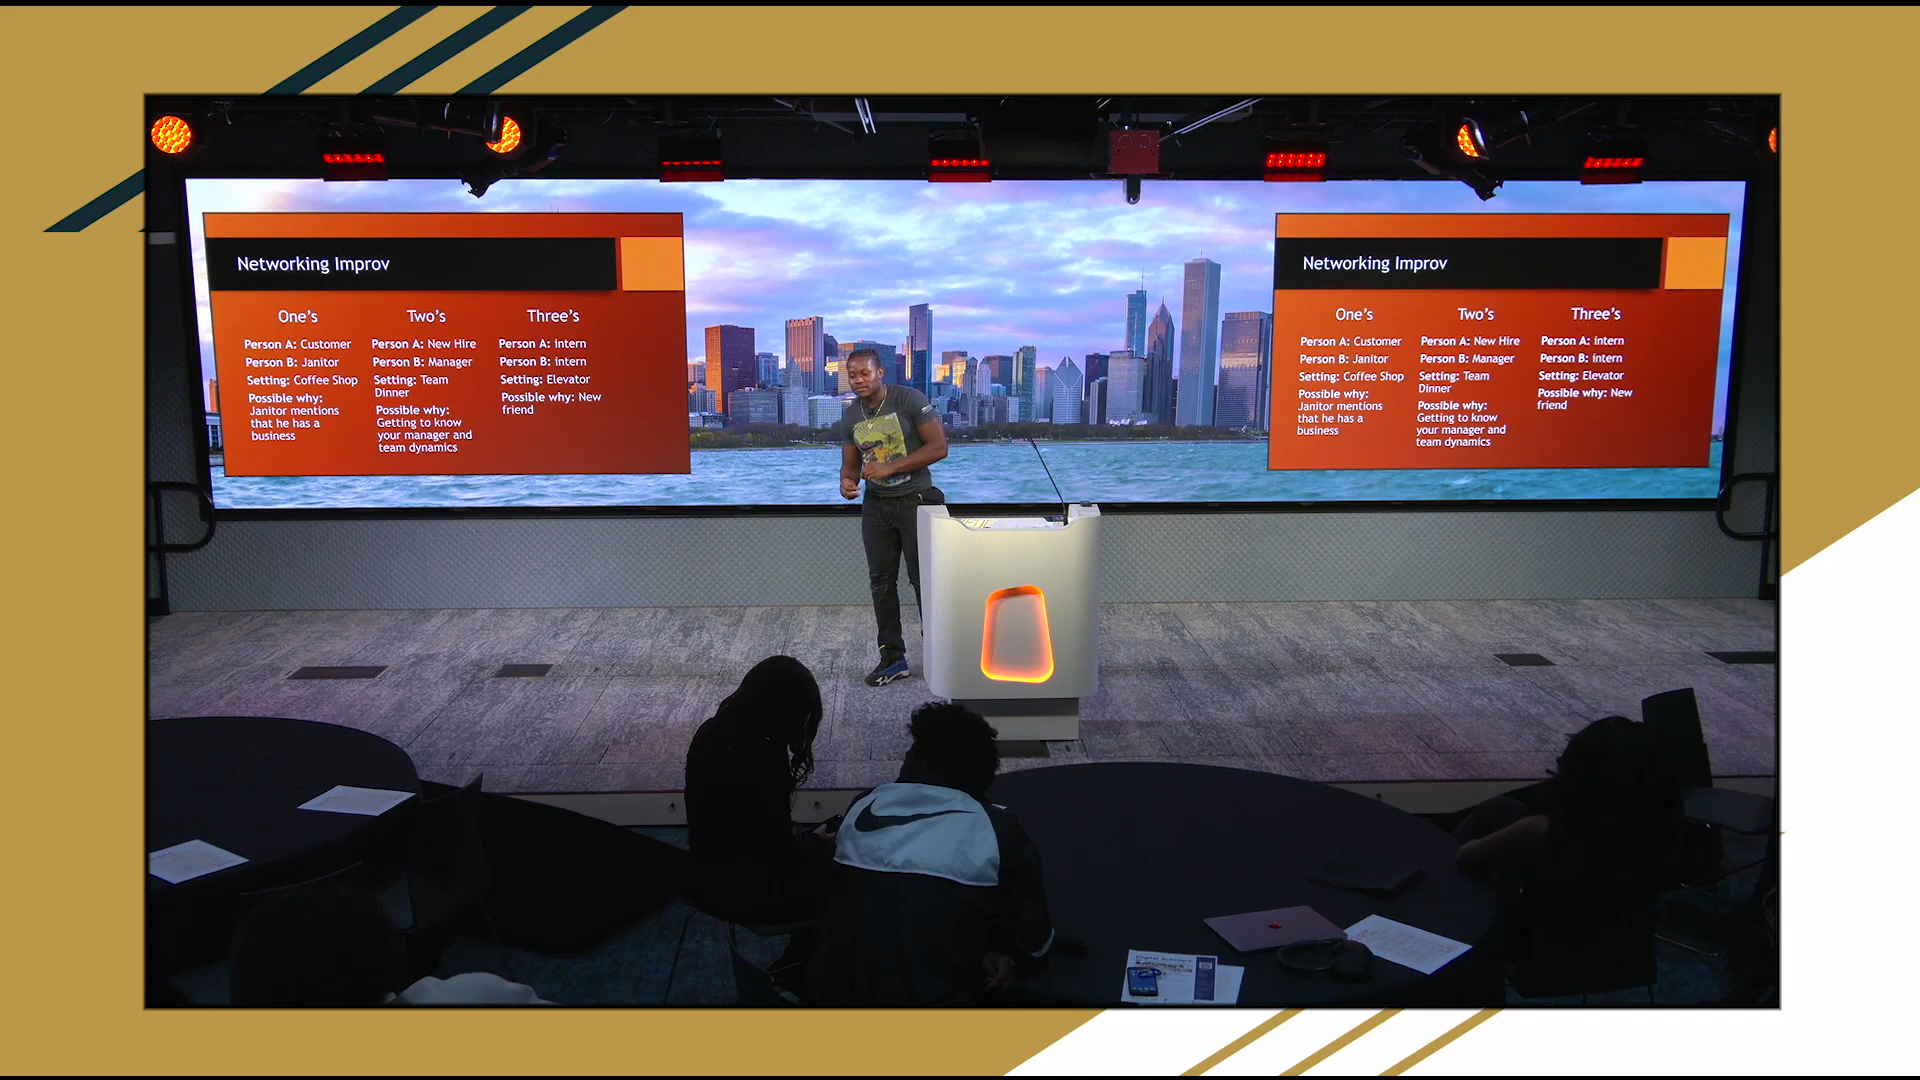 Networking Improv
One's
Person A: Customer
Person B: Janitor
Setting: Coffee Shop
Possible why:
Janitor mentions
that he has a
business
Two's
Person A: New Hire
Person B: Manager
Setting: Team
Dinner
Possible why:
Getting to know
your manager and
team dynamics
Three's
Person A: intern
Person B: intern
Setting: Elevator
Possible why: New
friend
Networking Improv
One's
Person A: Customer
Person B: Janitor
Setting: Coffee Shop
Possible why:
Janitor mentions
that he has a
business
Two's
Person A: New Hire
Person B: Manager
Setting: Team
Dinner
Possible why:
Getting to know
your manager and
team dynamics
Three's
Person A: intern
Person B: intern
Setting: Elevator
Possible why: New
friend
Digital Scholars